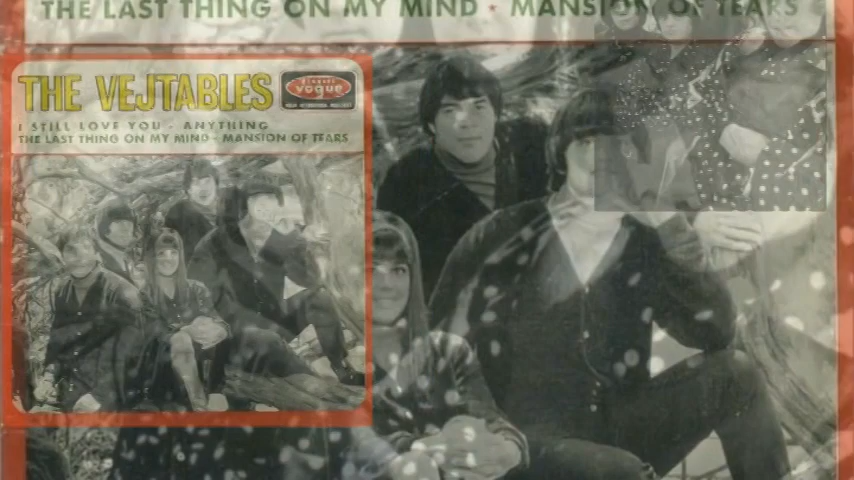 THE LAST THING ON MY MIND ★ MANSION OF TEARS
THE VEJTABLES
vogue
I STILL LOVE YOU - ANYTHING
THE LAST THING ON MY MIND - MANSION OF TEARS